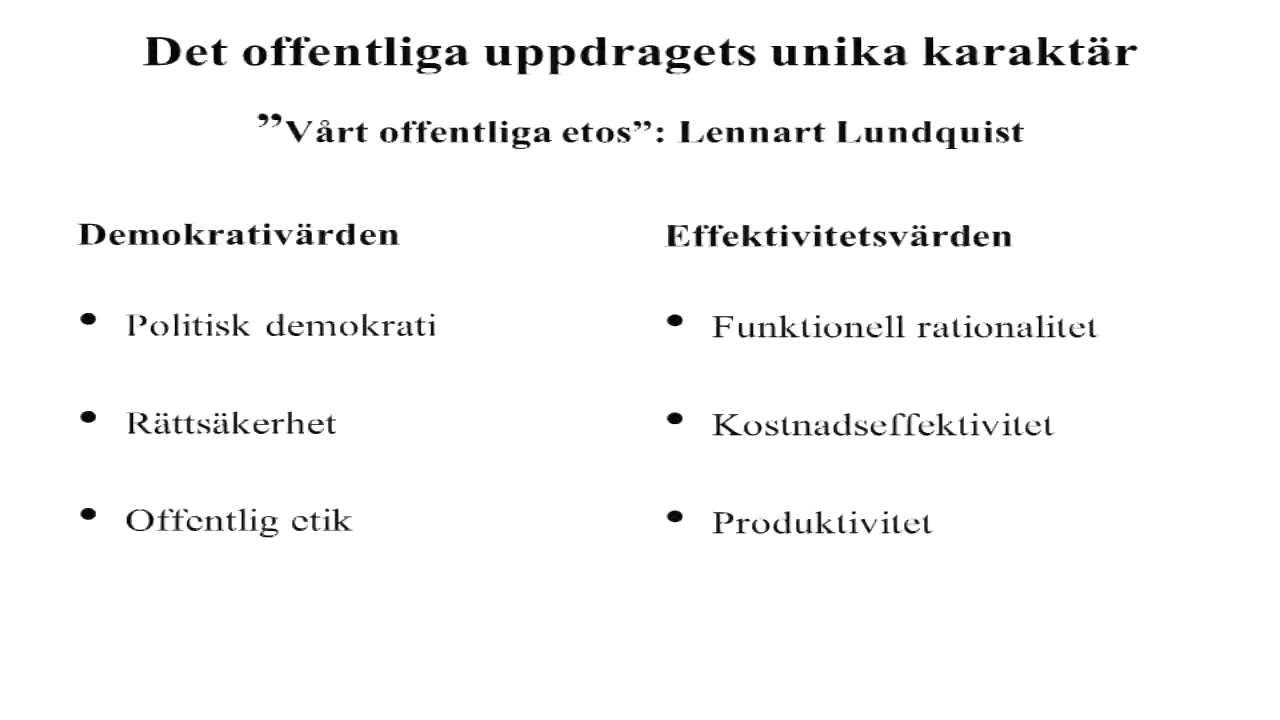 Det offentliga uppdragets unika karaktär
”Vårt offentliga etos”: Lennart Lundquist
Demokrativärden
• Politisk demokrati
• Rättsäkerhet
• Offentlig etik
Effektivitetsvärden
• Funktionell rationalitet
• Kostnadseffektivitet
• Produktivitet